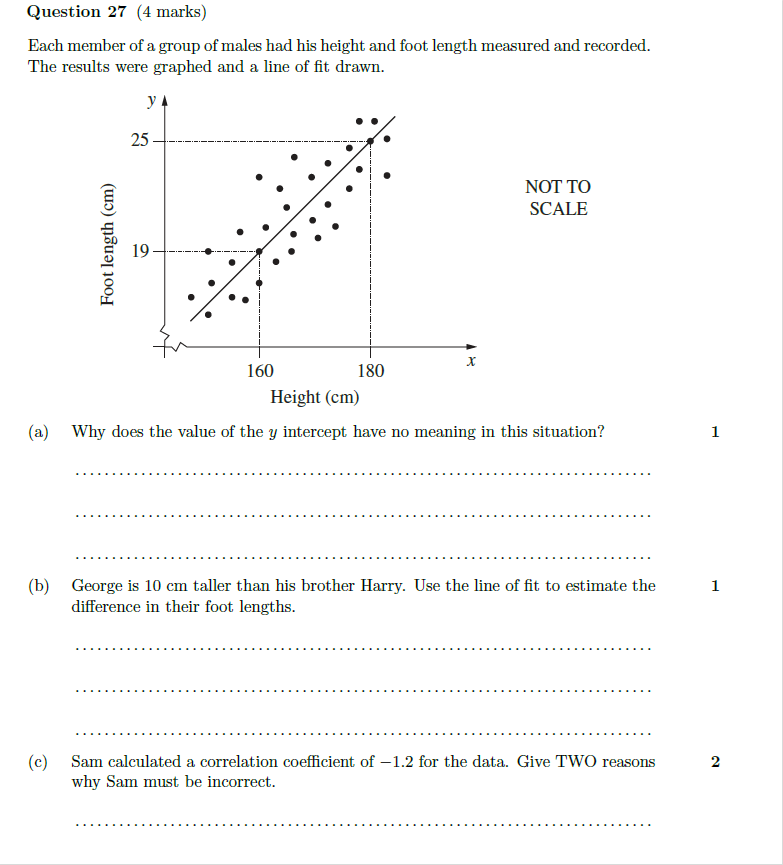 Question 27 (4 marks)
Each member of a group of males had his height and foot length measured and recorded.
The results were graphed and a line of fit drawn.
y
25
NOT TO
SCALE
Foot length (cm)
19
160 180 x
Height (cm)
(a) Why does the value of the y intercept have no meaning in this situation? 1
(b) George is 10 cm taller than his brother Harry. Use the line of fit to estimate the 1
difference in their foot lengths.
(c) Sam calculated a correlation coefficient of −1.2 for the data. Give TWO reasons 2
why Sam must be incorrect.